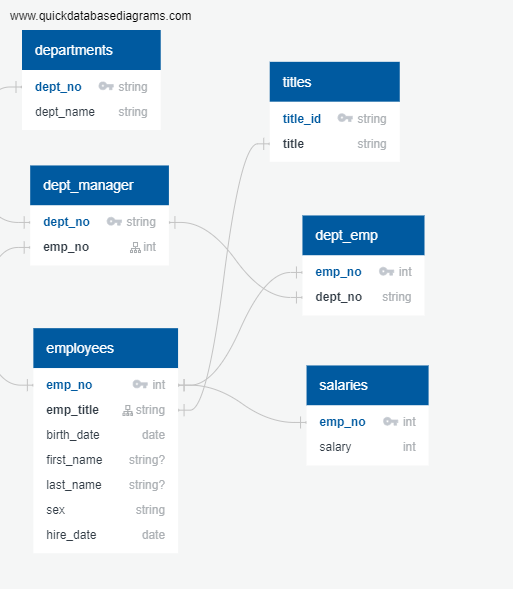 www.quickdatabasediagrams.com
departments
dept_no string
dept_name string
titles
title_id string
title string
dept_manager
dept_no string
emp_no int
dept_emp
emp_no int
dept_no string
employees
emp_no int
emp_title string
birth_date date
first_name string?
last_name string?
sex string
hire_date date
salaries
emp_no int
salary int